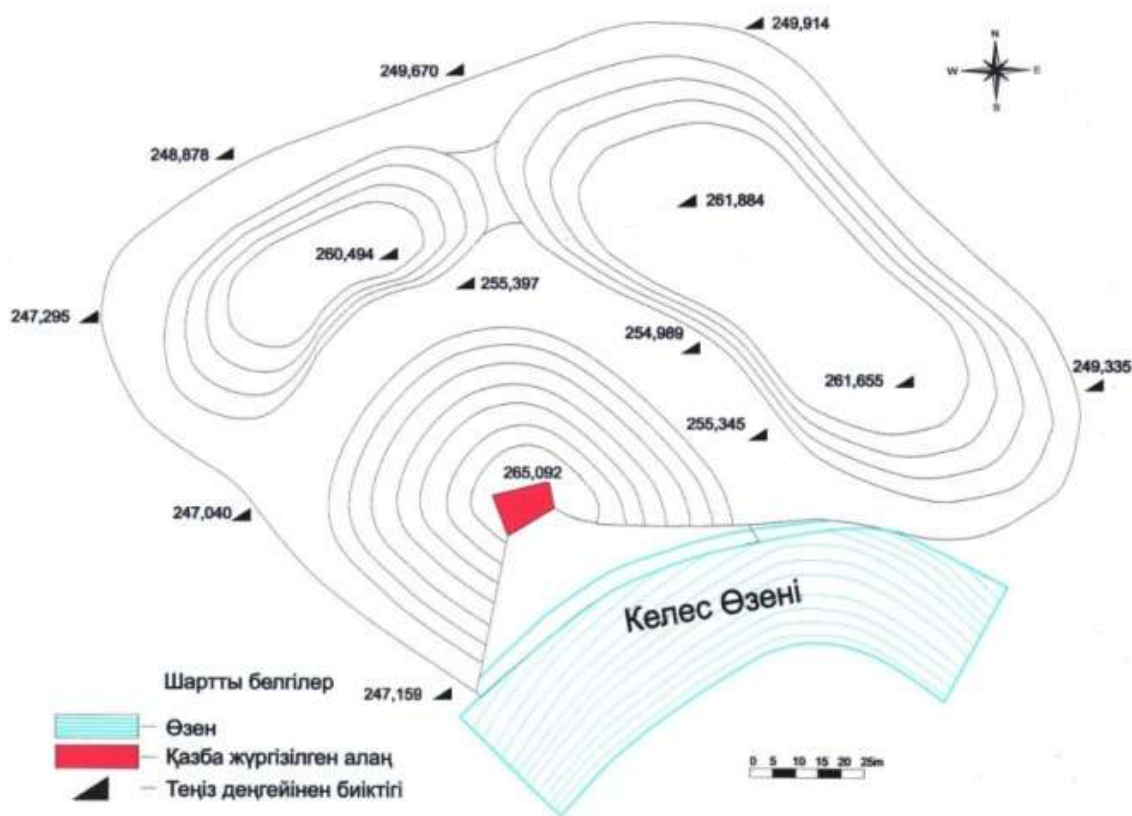 249,914
249,670
N
W E
S
248,878
261,884
260,494
255,397
247,295
254,989
249,335
261,655
255,345
265,092
247,040
Келес Өзені
247,159
Шартты белгілер
Өзен
Қазба жүргізілген алаң
Теңіз деңгейінен биіктігі
0 5 10 15 20 25m